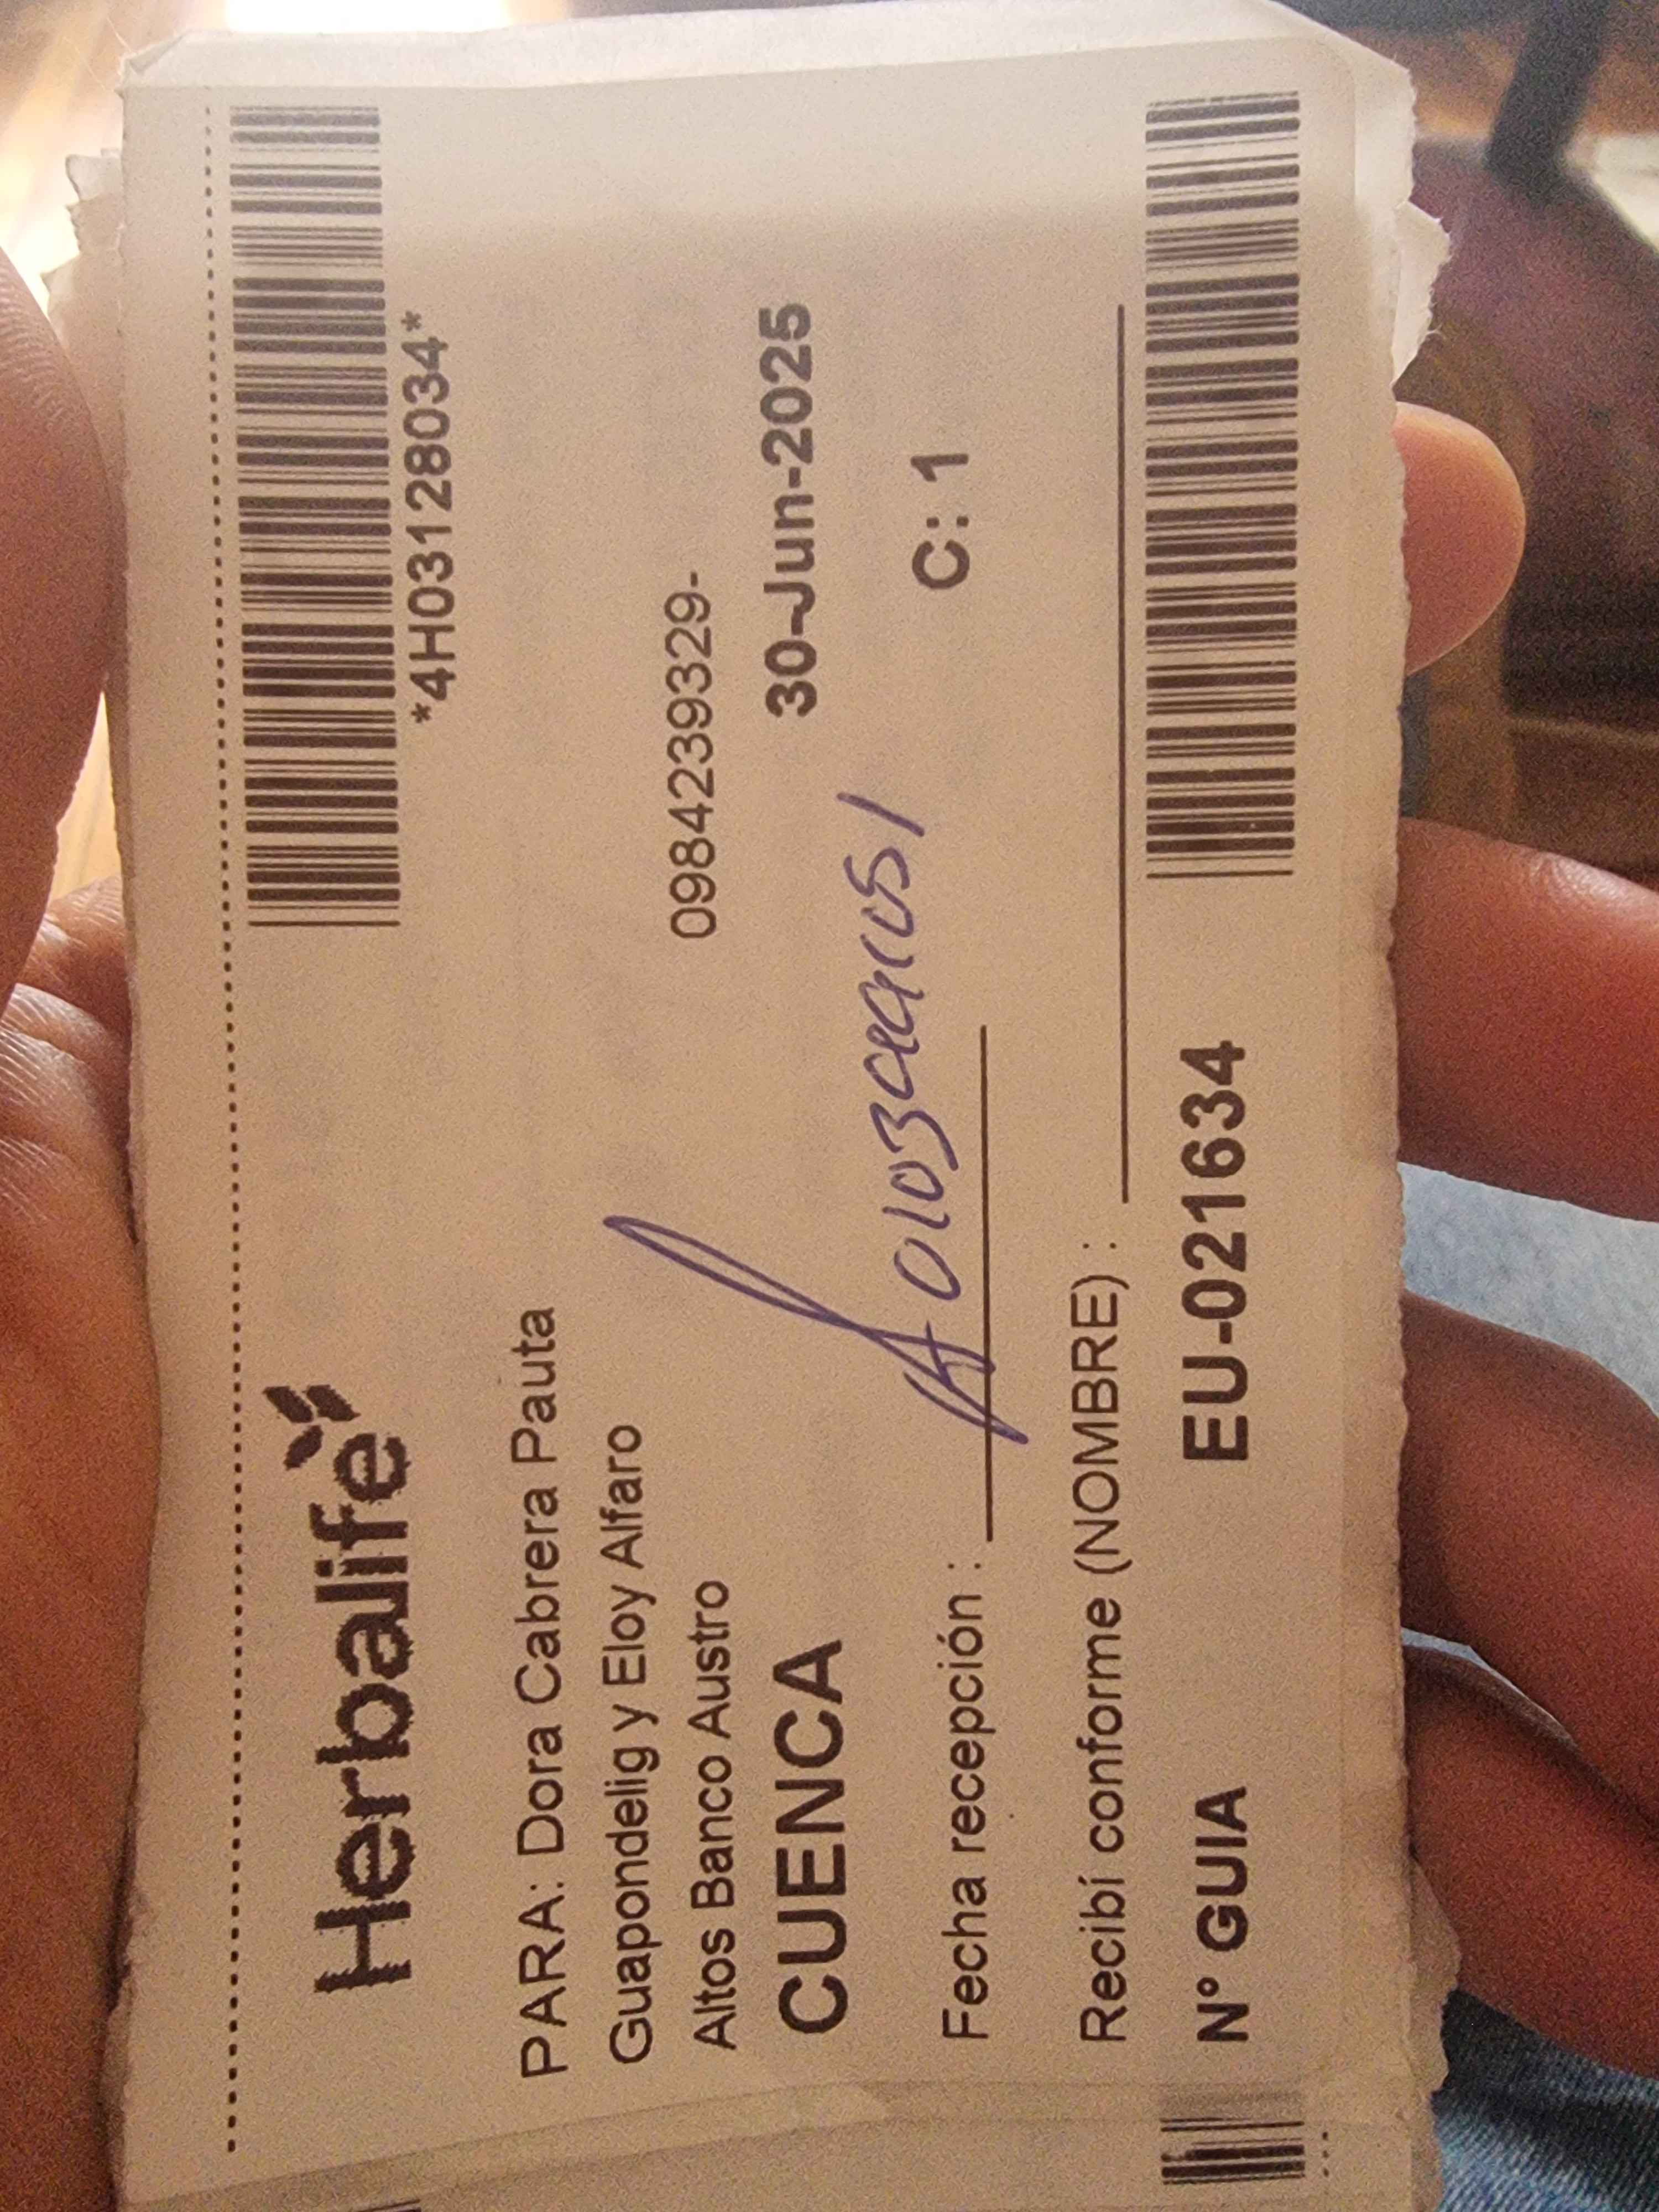 Herbalife
*4H03128034*
PARA: Dora Cabrera Pauta
Guapondelig y Eloy Alfaro
0984239329-
Altos Banco Austro
CUENCA
30-Jun-2025
Fecha recepción :
C: 1
Recibí conforme (NOMBRE) :
N° GUIA
EU-021634